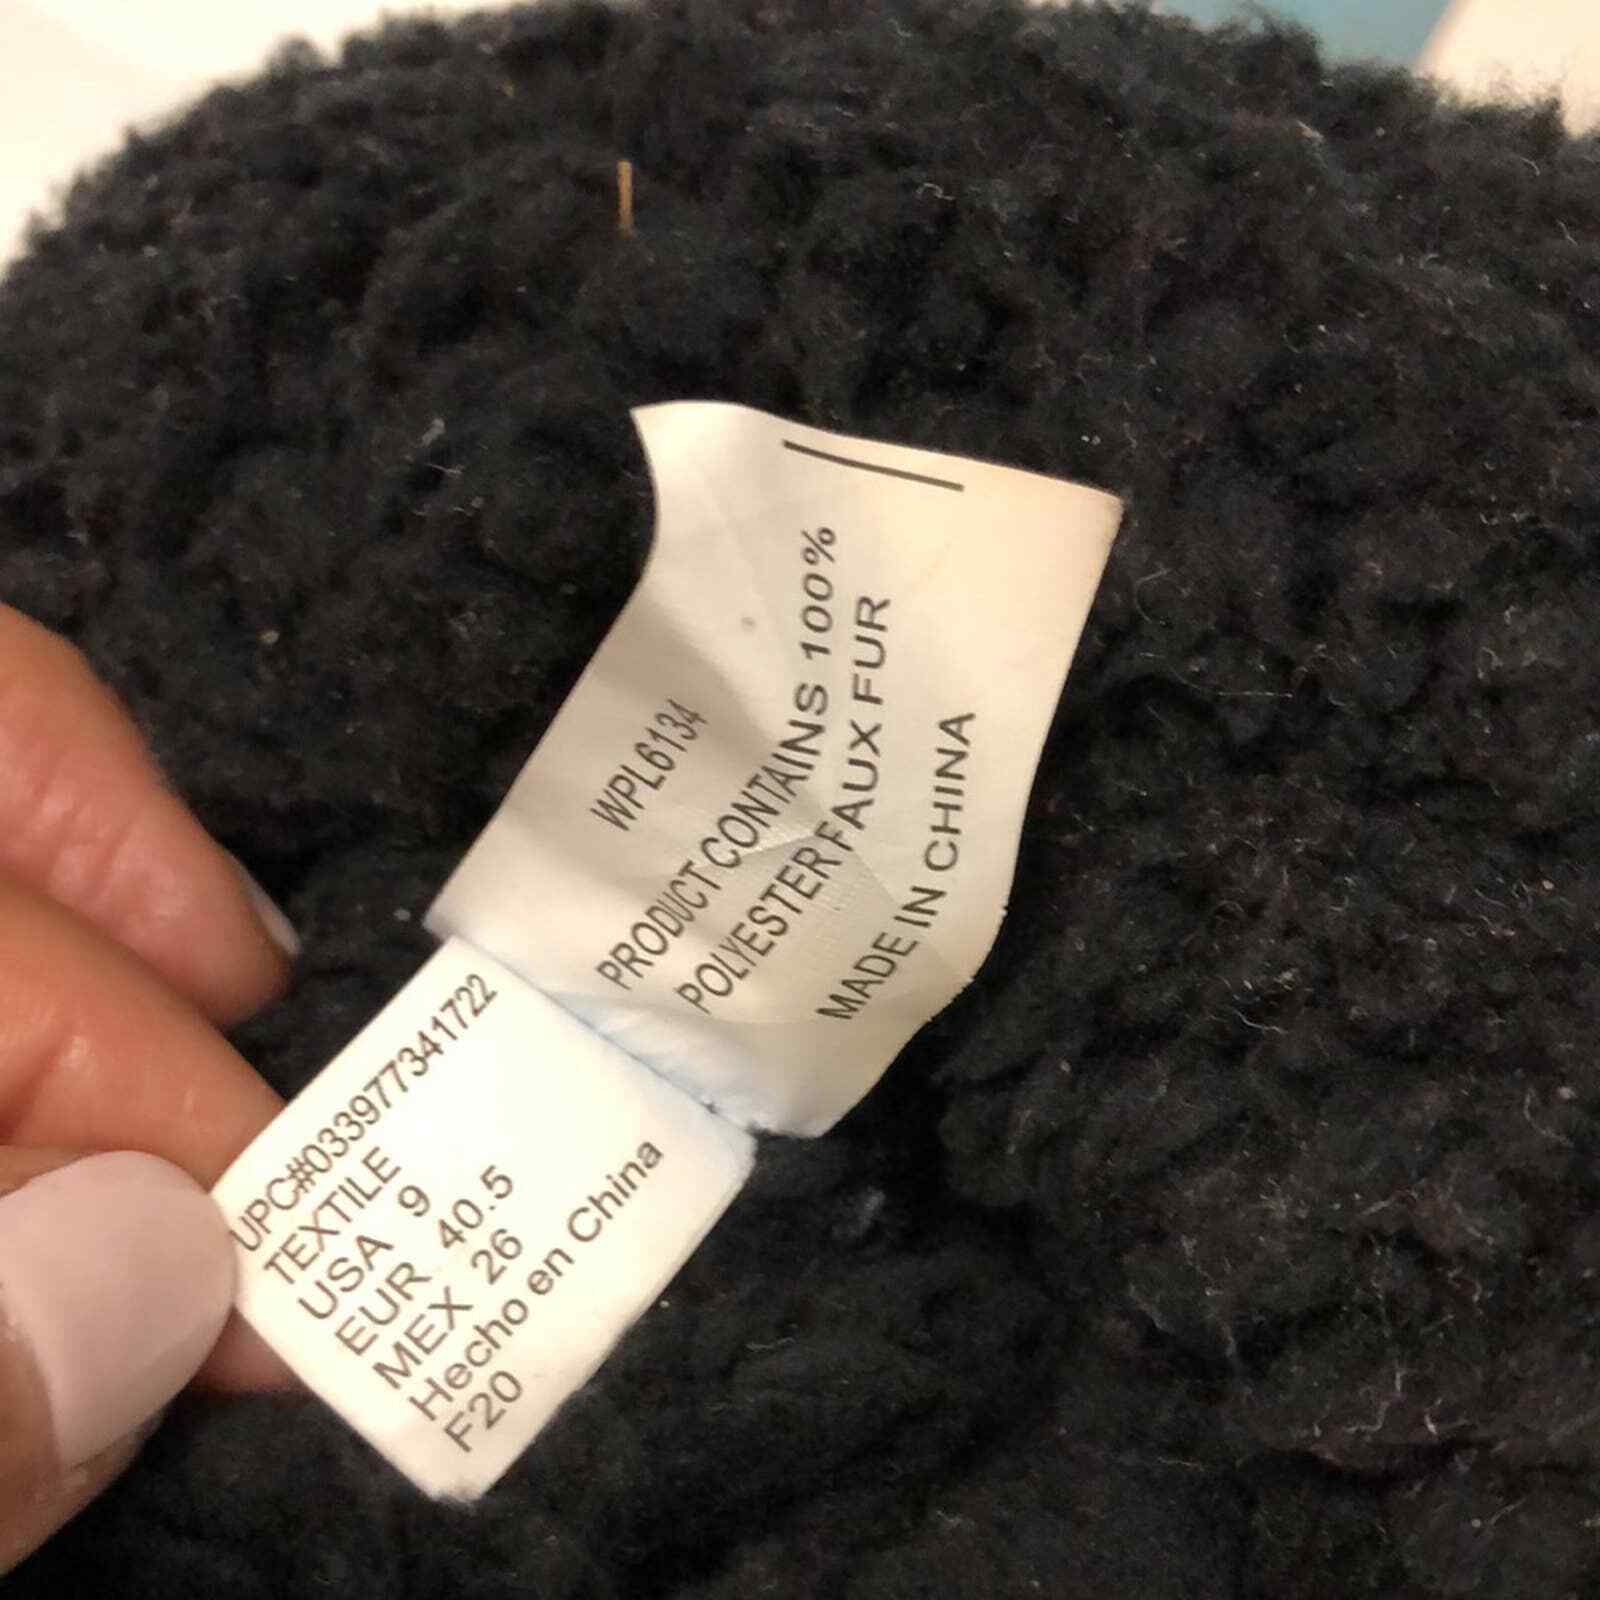 WPL6134
PRODUCT CONTAINS 100%
POLYESTER FAUX FUR
MADE IN CHINA
UPC#033977341722
TEXTILE
USA 9
EUR 40.5
MEX 26
Hecho en China
F20